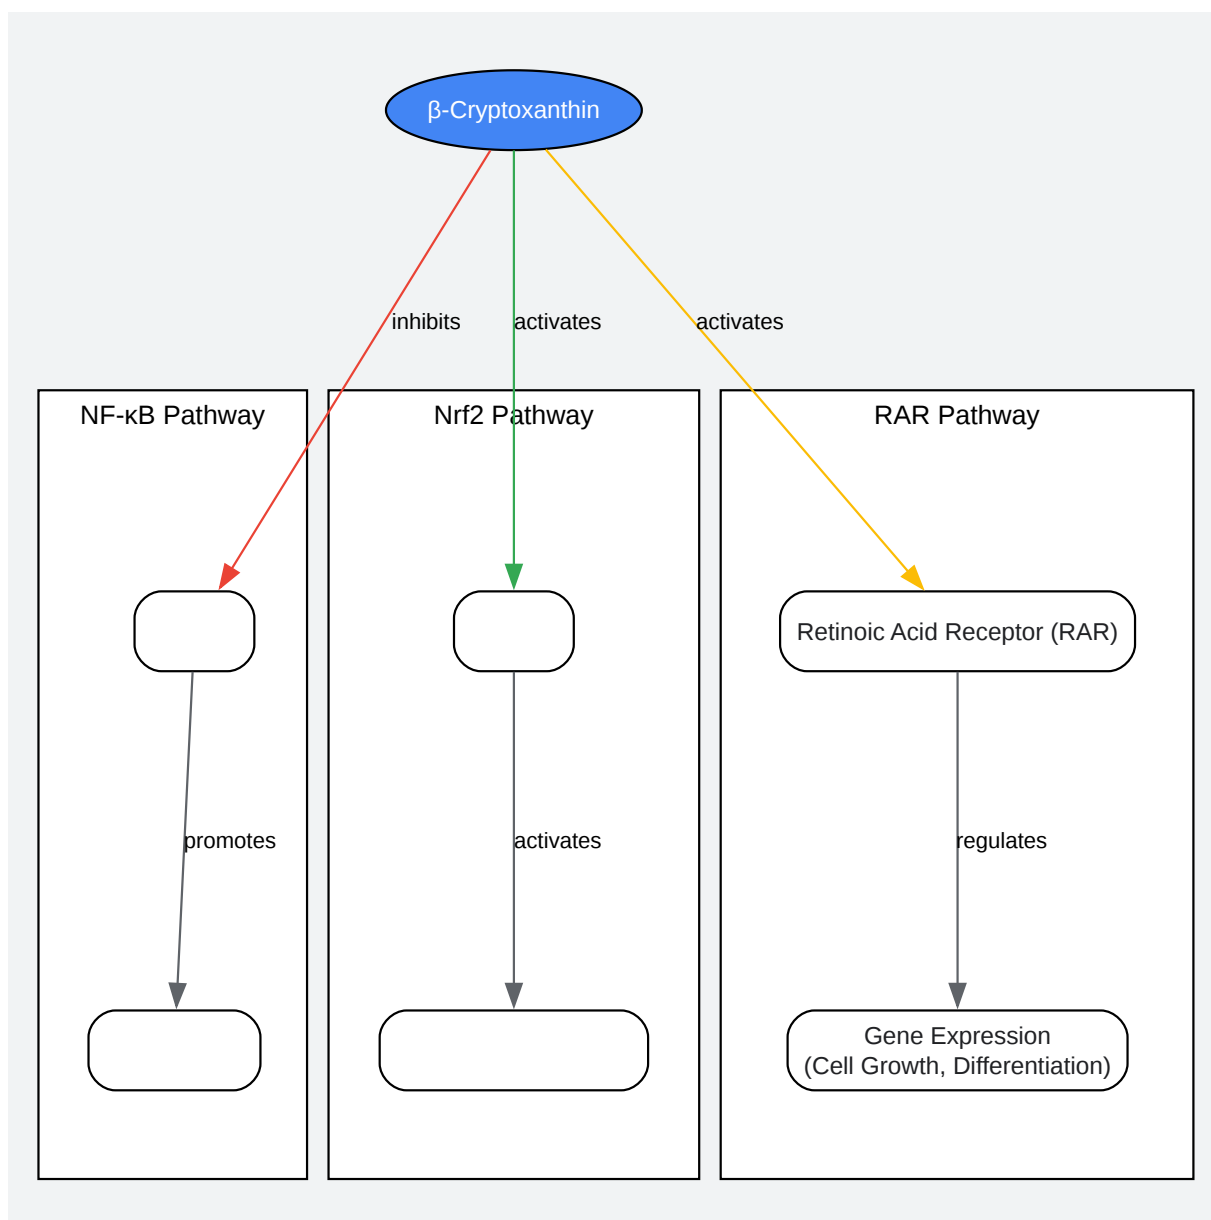 β-Cryptoxanthin
inhibits
activates
activates
NF-κB Pathway
Nrf2 Pathway
RAR Pathway
Retinoic Acid Receptor (RAR)
promotes
activates
regulates
Gene Expression
(Cell Growth, Differentiation)